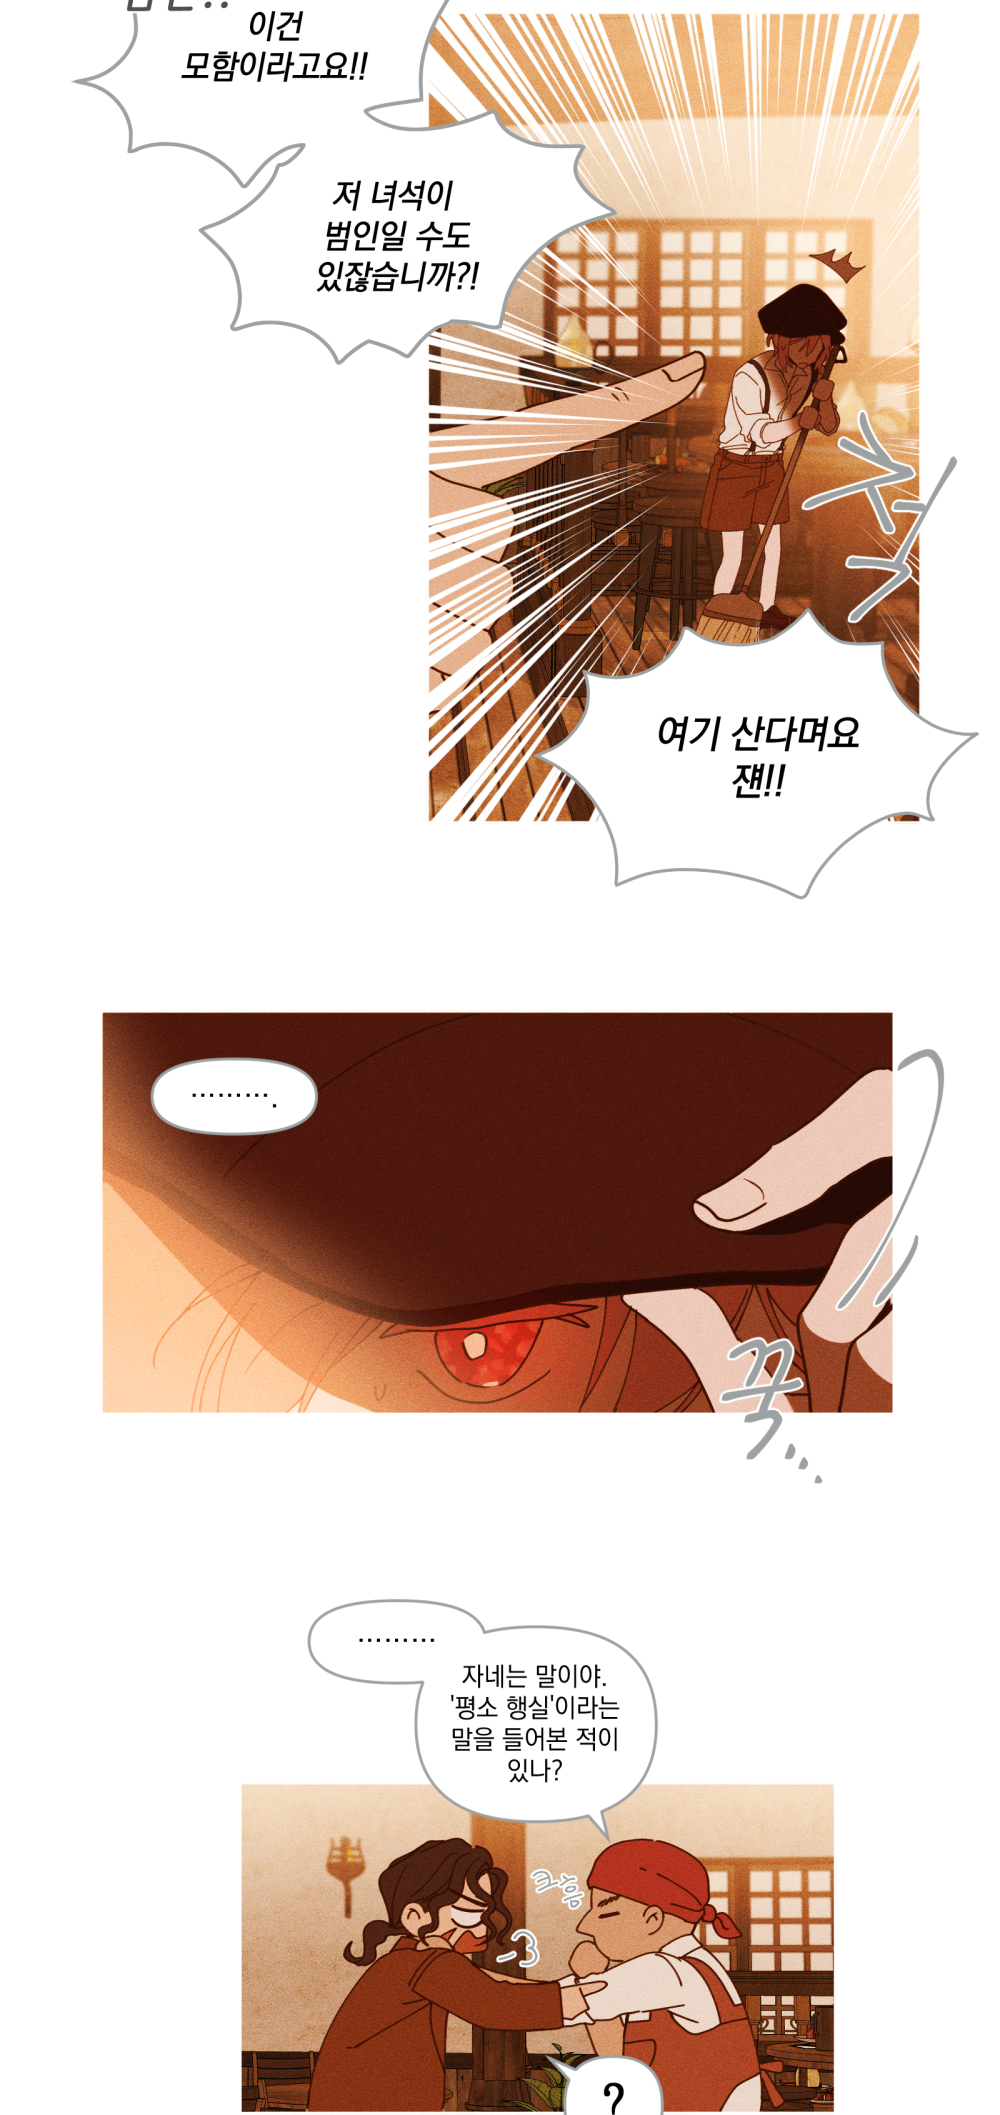 이건
모함이라고요!!
저 녀석이
범인일 수도
있잖습니까?!
척
여기 산다며요
쟨!!
··········.
꾹...
··········
자네는 말이야.
'평소 행실'이라는
말을 들어본 적이
있나?
크흠
?